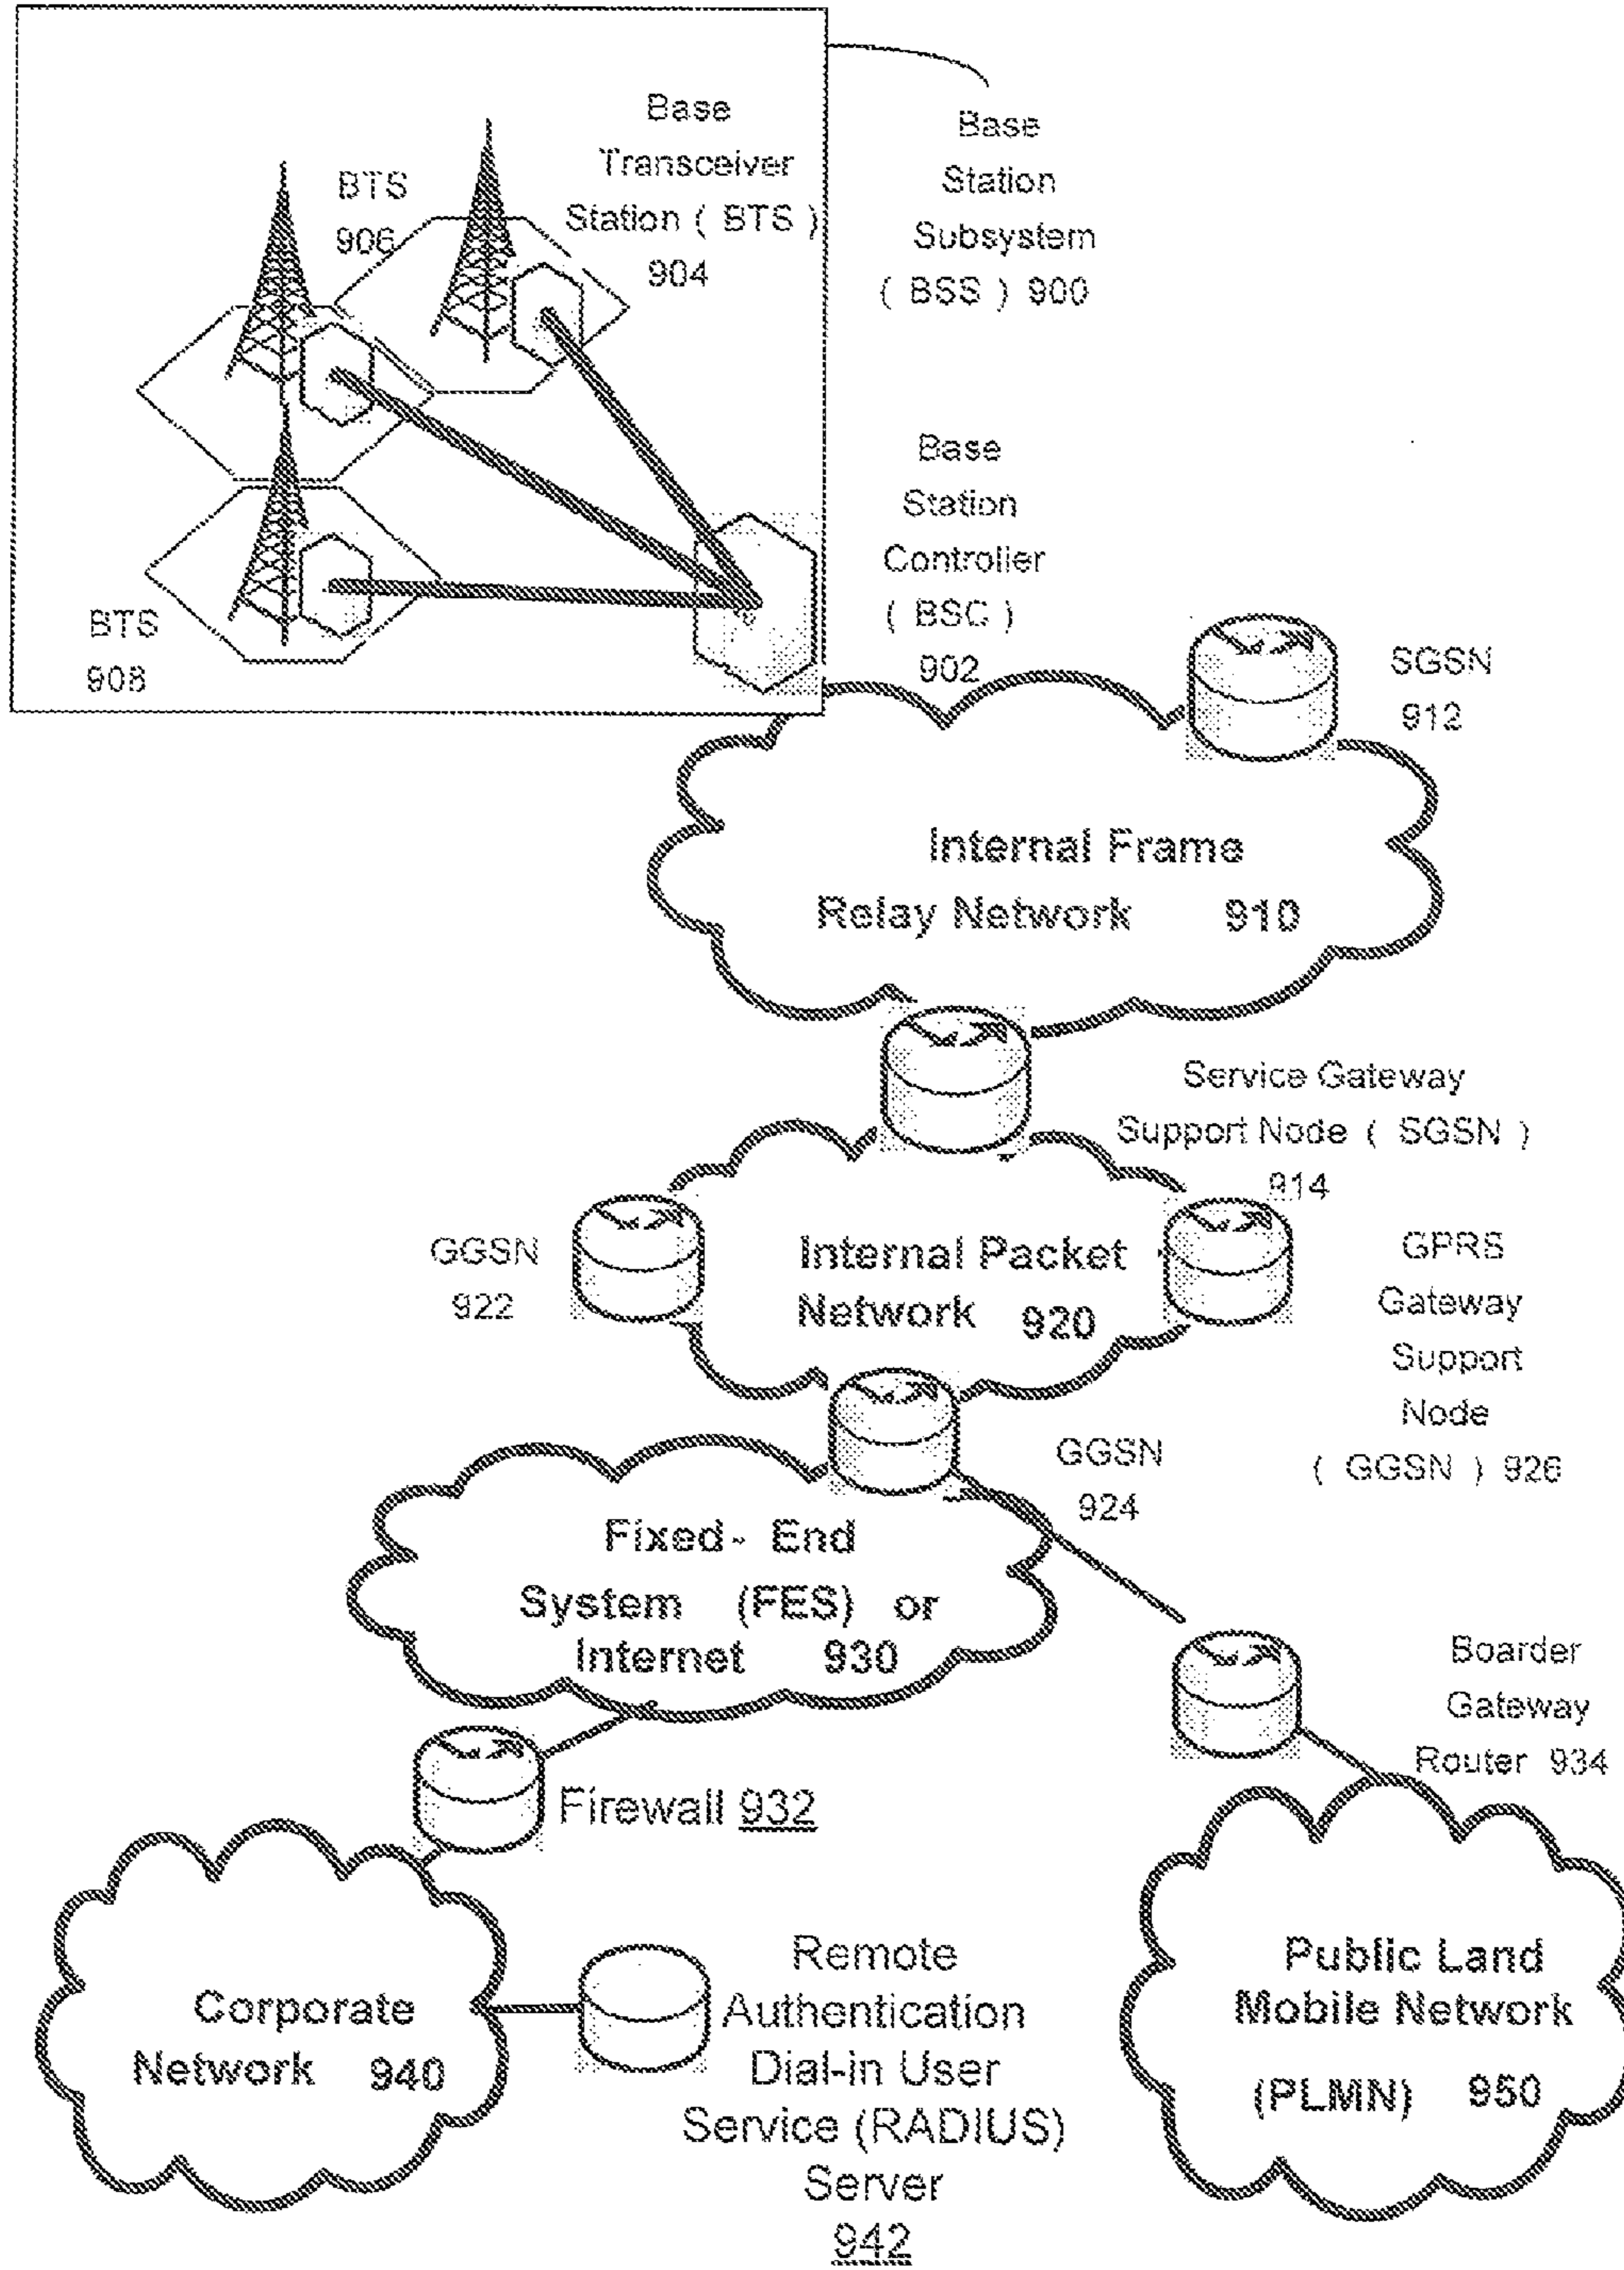 Base
Transceiver
Station ( BTS )
904
BTS
906
Base
Station
Subsystem
( BSS ) 900
Base
Station
Controller
( BSC )
902
BTS
908
SGSN
912
Internal Frame
Relay Network 910
Service Gateway
Support Node ( SGSN )
914
GGSN
922
Internal Packet
Network 920
GPRS
Gateway
Support
Node
( GGSN ) 926
GGSN
924
Fixed- End
System (FES) or
Internet 930
Boarder
Gateway
Router 934
Firewall 932
Corporate
Network 940
Remote
Authentication
Dial-in User
Service (RADIUS)
Server
942
Public Land
Mobile Network
(PLMN) 950